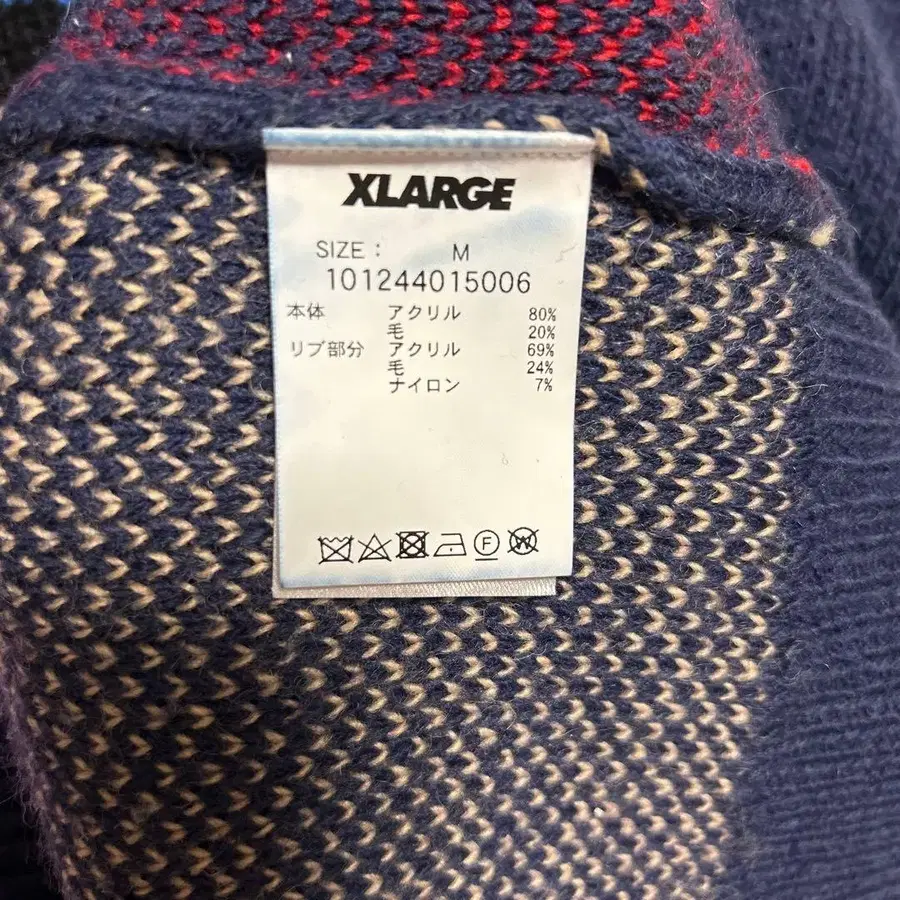 XLARGE
SIZE : M
101244015006
本体 アクリル 80%
毛 20%
リブ部分 アクリル 69%
毛 24%
ナイロン 7%
F W